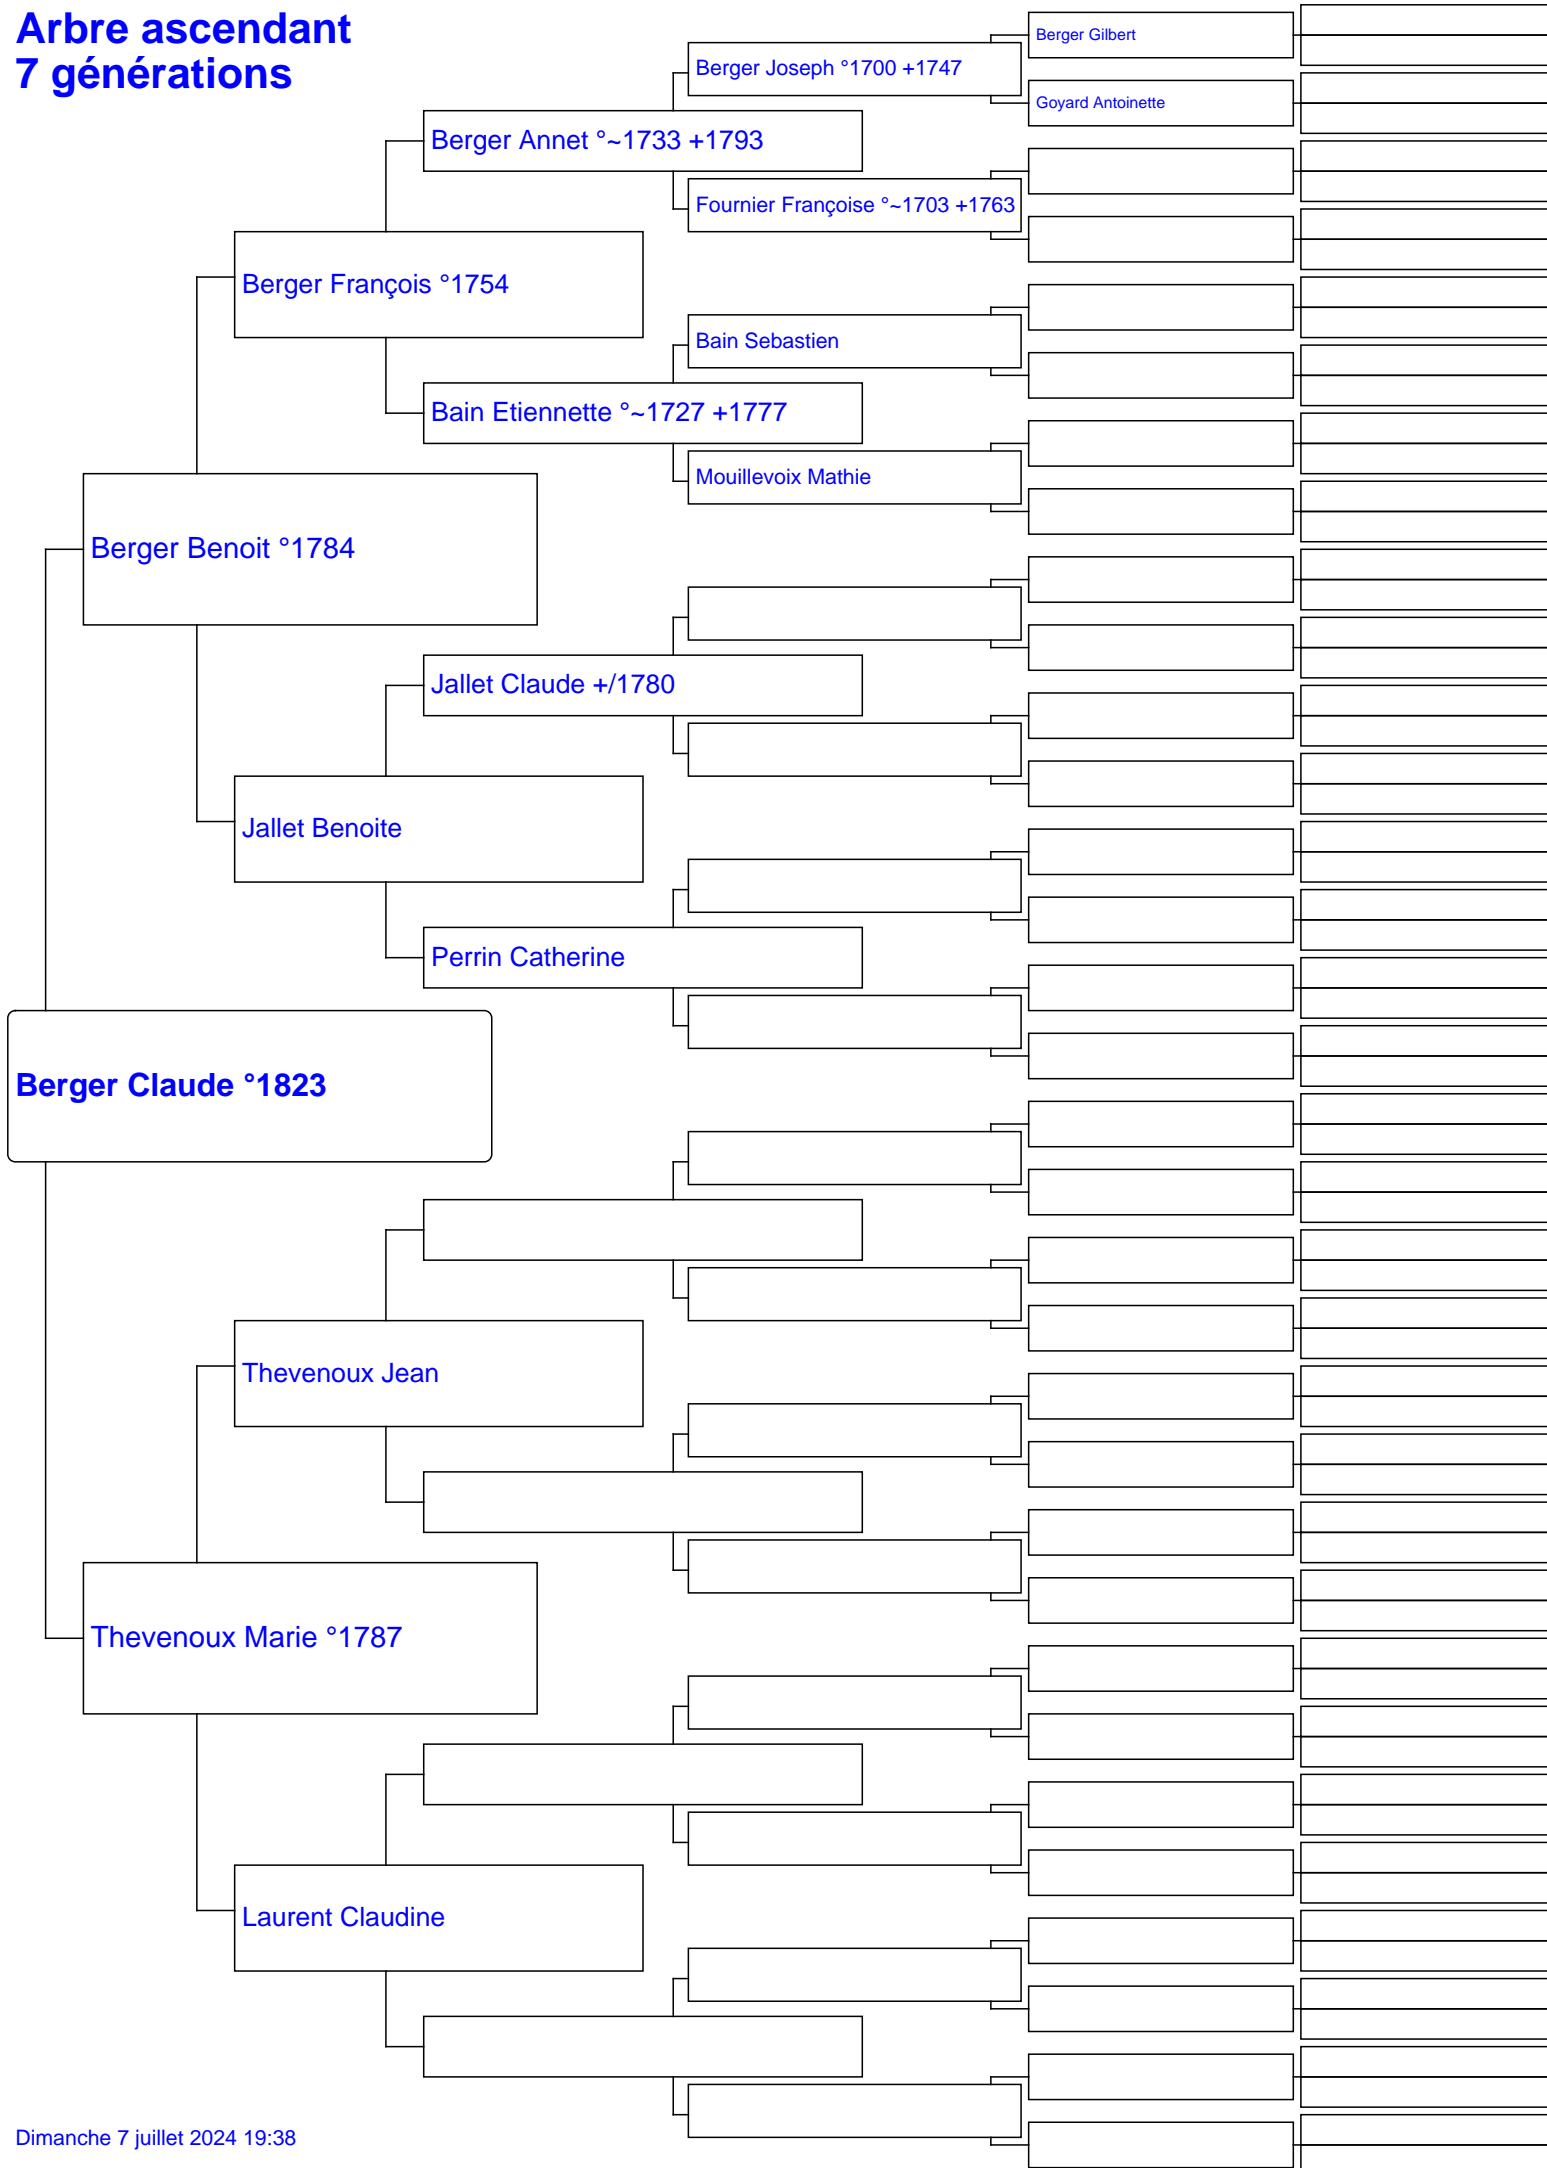 Arbre ascendant
7 générations
Berger Gilbert
Berger Joseph °1700 +1747
Goyard Antoinette
Berger Annet °~1733 +1793
Fournier Françoise °~1703 +1763
Berger François °1754
Bain Sebastien
Bain Etiennette °~1727 +1777
Mouillevoix Mathie
Berger Benoit °1784
Jallet Claude +/1780
Jallet Benoite
Perrin Catherine
Berger Claude °1823
Thevenoux Jean
Thevenoux Marie °1787
Laurent Claudine
Dimanche 7 juillet 2024 19:38